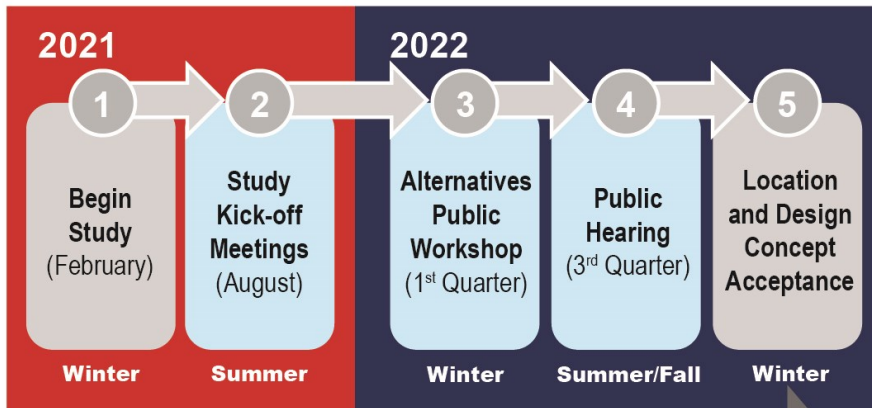 2021
2022
1
2
3
4
5
Begin
Study
(February)
Study
Kick-off
Meetings
(August)
Alternatives
Public
Workshop
(1st Quarter)
Public
Hearing
(3rd Quarter)
Location
and Design
Concept
Acceptance
Winter
Summer
Winter
Summer/Fall
Winter